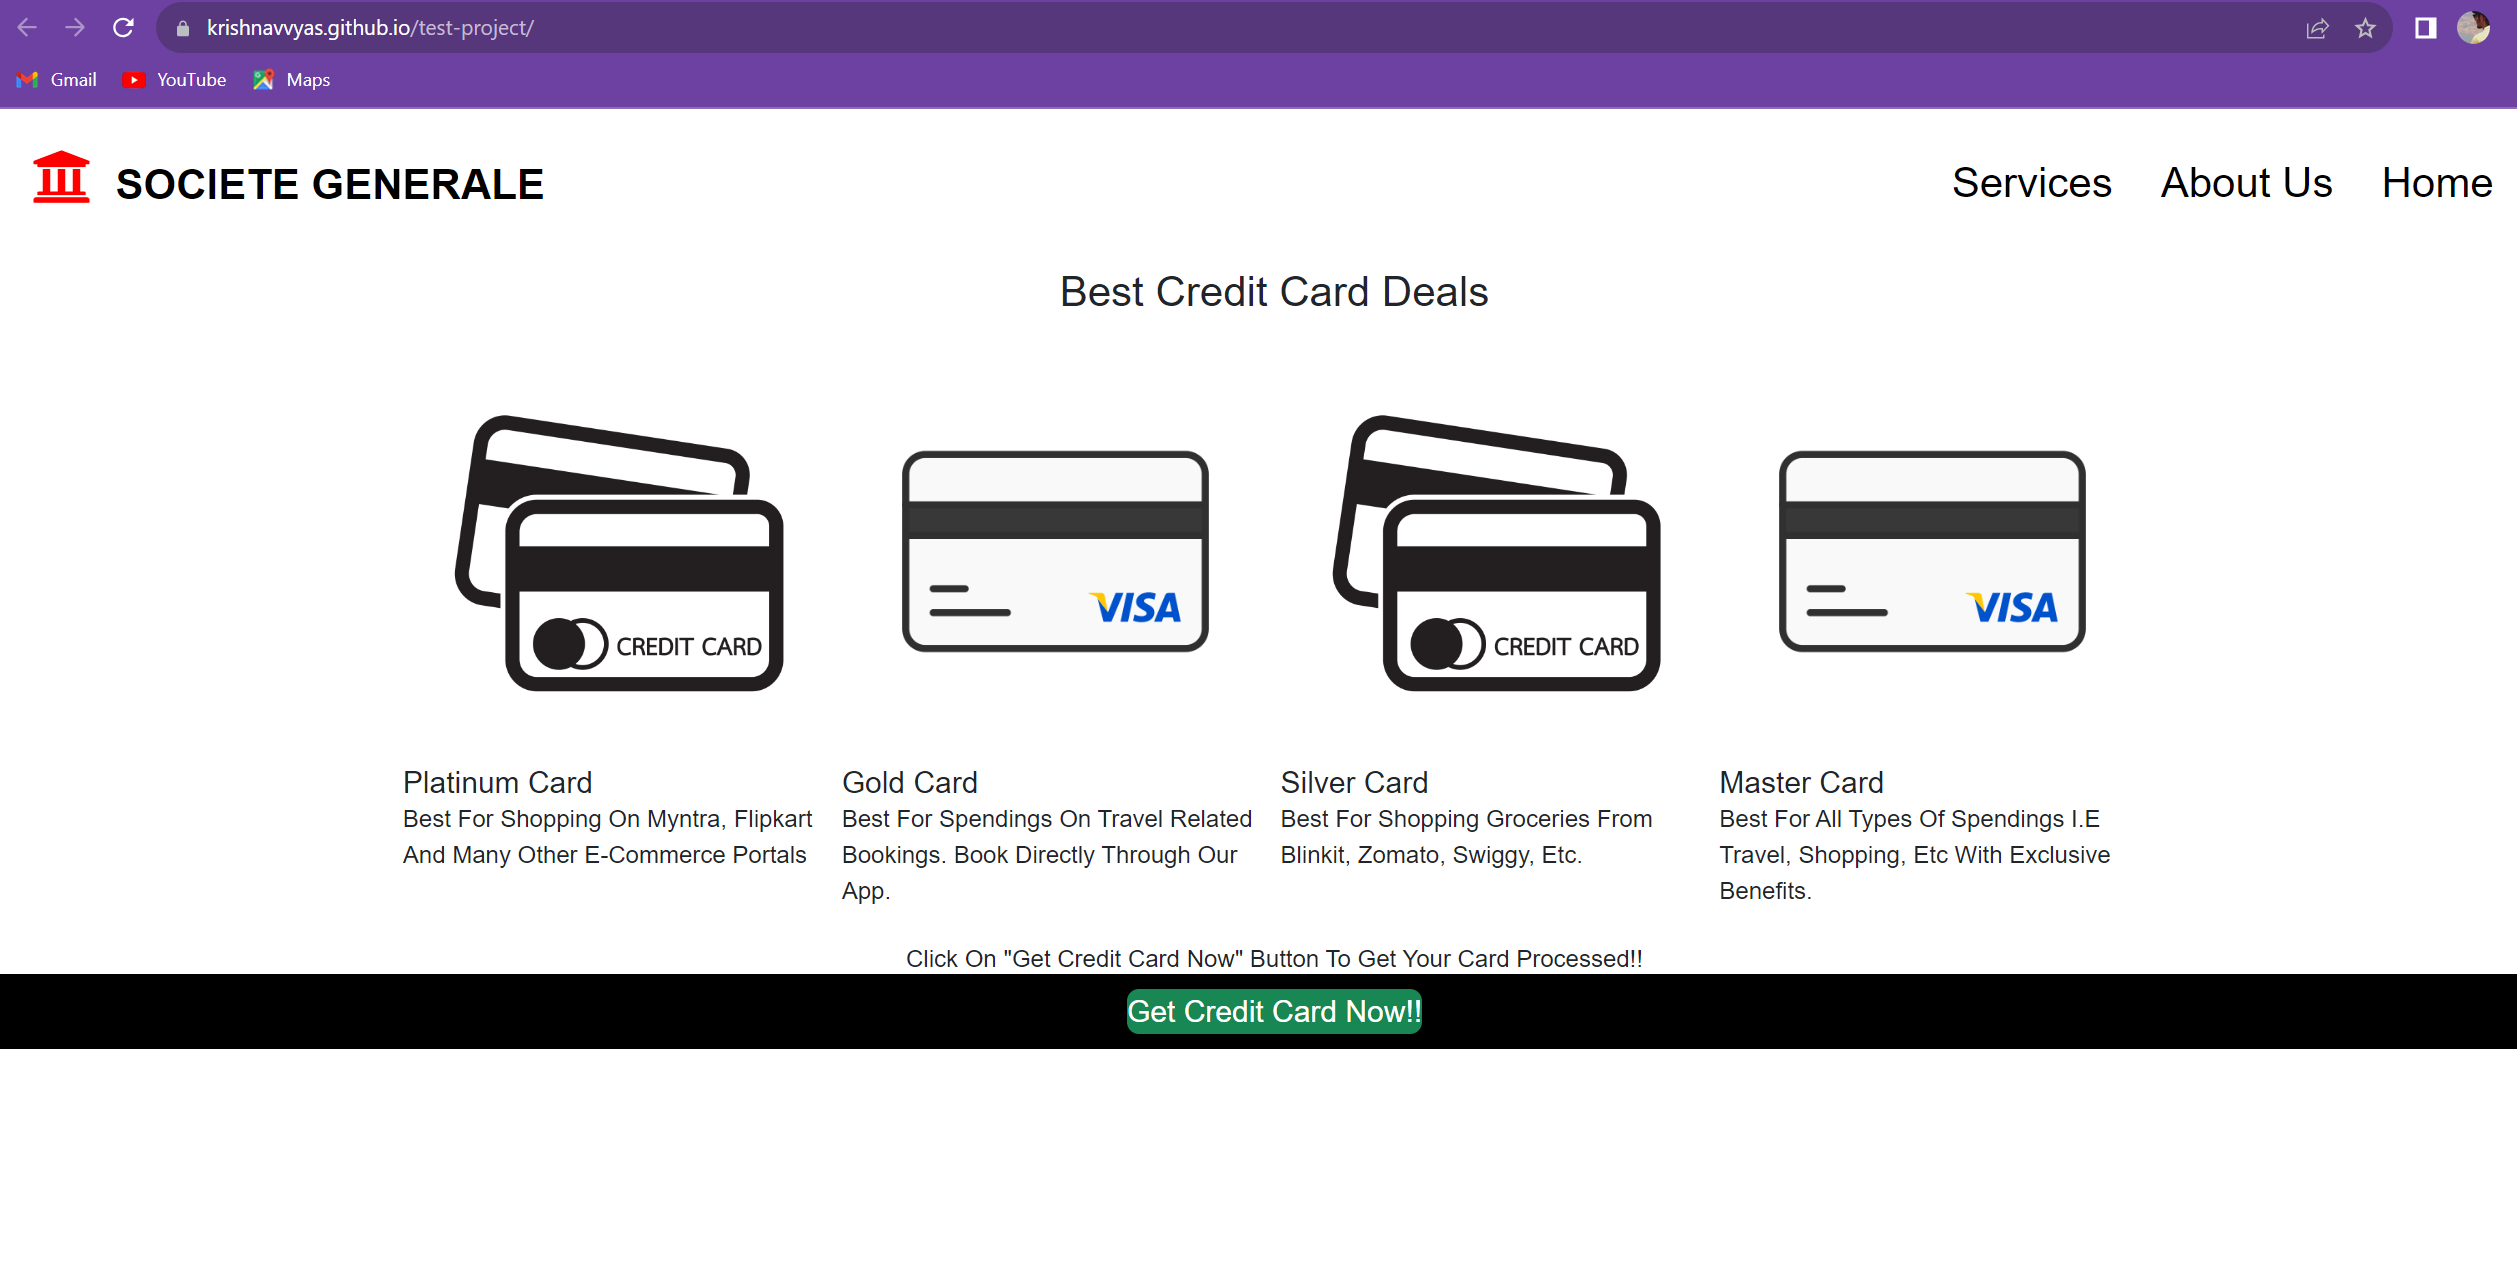 krishnavvyas.github.io/test-project/
Gmail YouTube Maps
SOCIETE GENERALE Services About Us Home
Best Credit Card Deals
CREDIT CARD
VISA
CREDIT CARD
VISA
Platinum Card
Best For Shopping On Myntra, Flipkart
And Many Other E-Commerce Portals
Gold Card
Best For Spendings On Travel Related
Bookings. Book Directly Through Our
App.
Silver Card
Best For Shopping Groceries From
Blinkit, Zomato, Swiggy, Etc.
Master Card
Best For All Types Of Spendings I.E
Travel, Shopping, Etc With Exclusive
Benefits.
Click On "Get Credit Card Now" Button To Get Your Card Processed!!
Get Credit Card Now!!